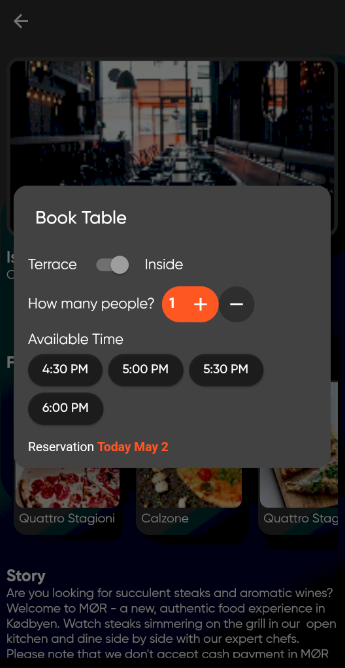 Book Table
Terrace Inside
How many people? 1 + −
Available Time
4:30 PM 5:00 PM 5:30 PM
6:00 PM
Reservation Today May 2
Quattro Stagioni Calzone Quattro Stag
Story
Are you looking for succulent steaks and aromatic wines?
Welcome to MØR - a new, authentic food experience in
Kødbyen. Watch steaks simmering on the grill in our open
kitchen and dine side by side with our expert chefs.
Please note that we don't accept cash payment in MØR